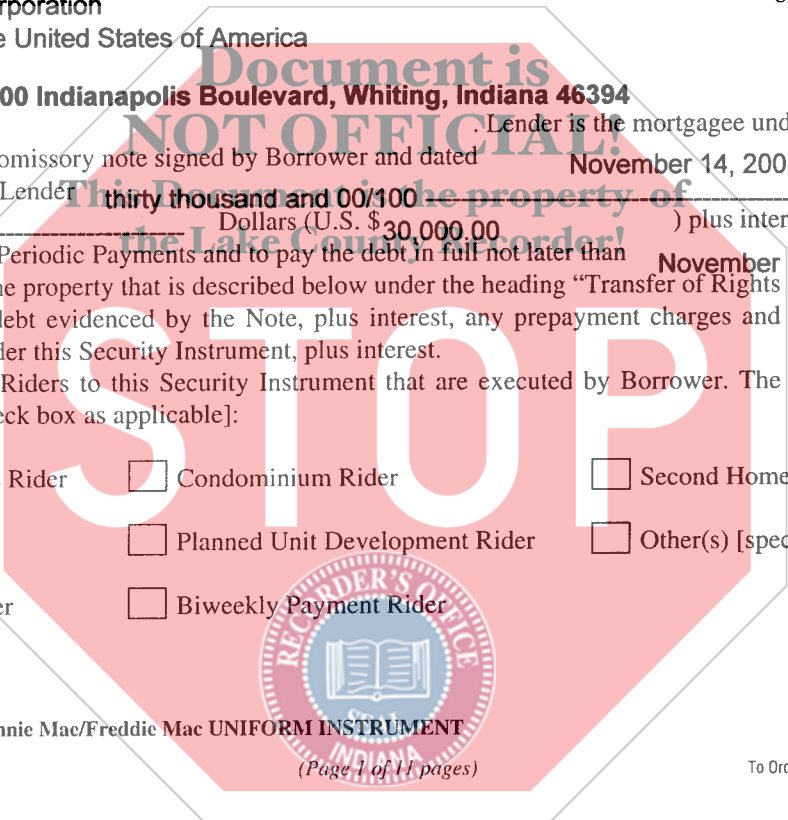 rporation
e United States of America
Document is
00 Indianapolis Boulevard, Whiting, Indiana 46394
NOT OFFICIAL!
. Lender is the mortgagee und
omissory note signed by Borrower and dated November 14, 200
Lender thirty thousand and 00/100
This Document is the property of
Dollars (U.S. $30,000.00 ) plus inter
the Lake County Recorder!
Periodic Payments and to pay the debt in full not later than November
ne property that is described below under the heading “Transfer of Rights
debt evidenced by the Note, plus interest, any prepayment charges and
der this Security Instrument, plus interest.
Riders to this Security Instrument that are executed by Borrower. The
eck box as applicable]:
STOP
Rider Condominium Rider Second Home
Planned Unit Development Rider Other(s) [spec
er Biweekly Payment Rider
RECORDER'S OFFICE
SEAL
INDIANA
nnie Mac/Freddie Mac UNIFORM INSTRUMENT
(Page 1 of 11 pages) To Ord